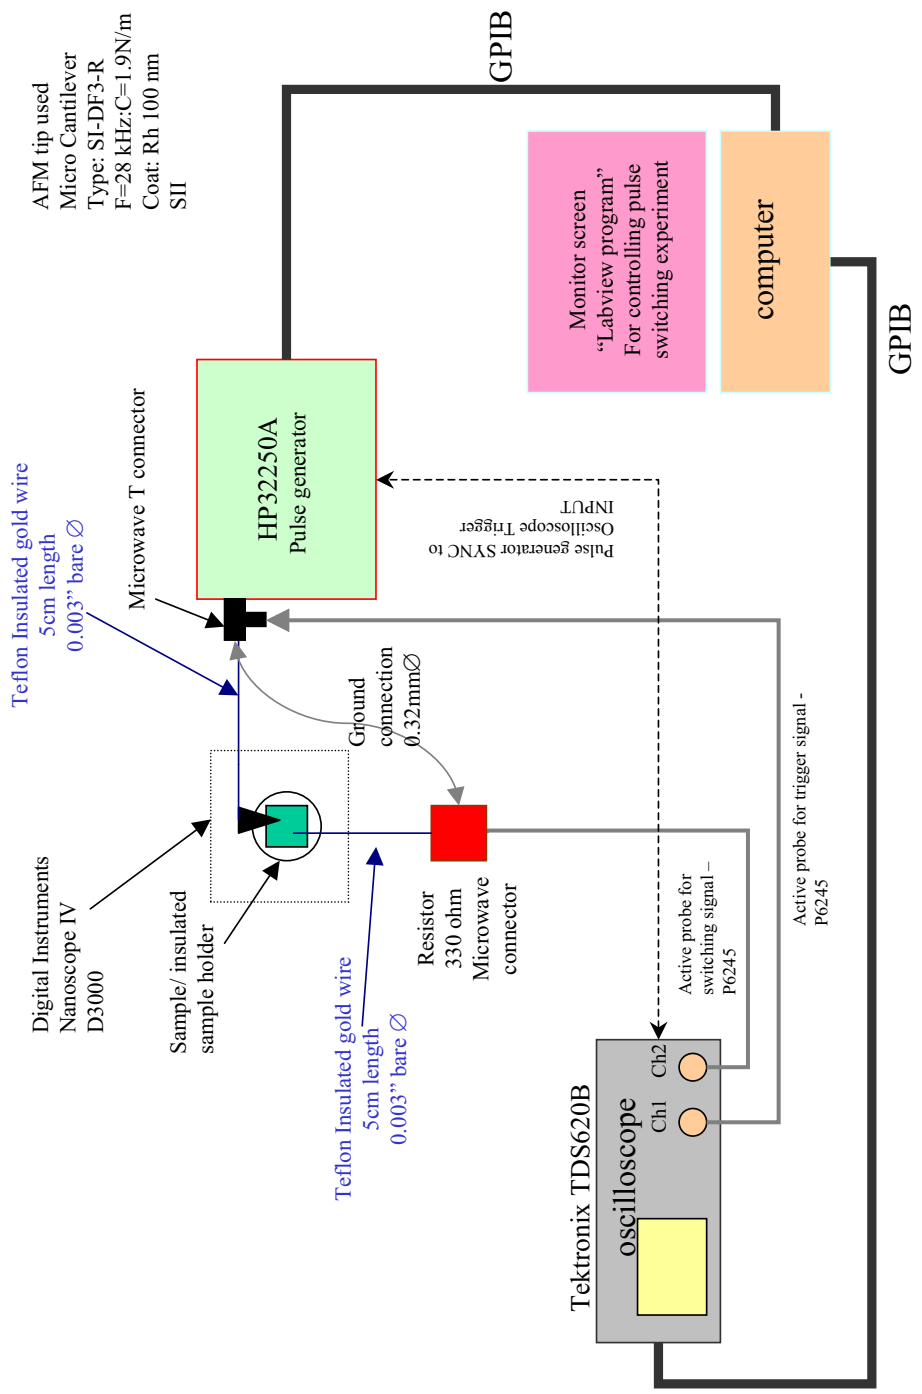 AFM tip used
Micro Cantilever
Type: SI-DF3-R
F=28 kHz:C=1.9N/m
Coat: Rh 100 nm
SII
GPIB
Monitor screen
“Labview program”
For controlling pulse
switching experiment
computer
GPIB
HP32250A
Pulse generator
Microwave T connector
Teflon Insulated gold wire
5cm length
0.003” bare Ø
Pulse generator SYNC to
Oscilloscope Trigger
INPUT
Ground
connection
0.32mmØ
Digital Instruments
Nanoscope IV
D3000
Sample/ insulated
sample holder
Resistor
330 ohm
Microwave
connector
Teflon Insulated gold wire
5cm length
0.003” bare Ø
Active probe for
switching signal –
P6245
Active probe for trigger signal -
P6245
Tektronix TDS620B
oscilloscope
Ch1
Ch2